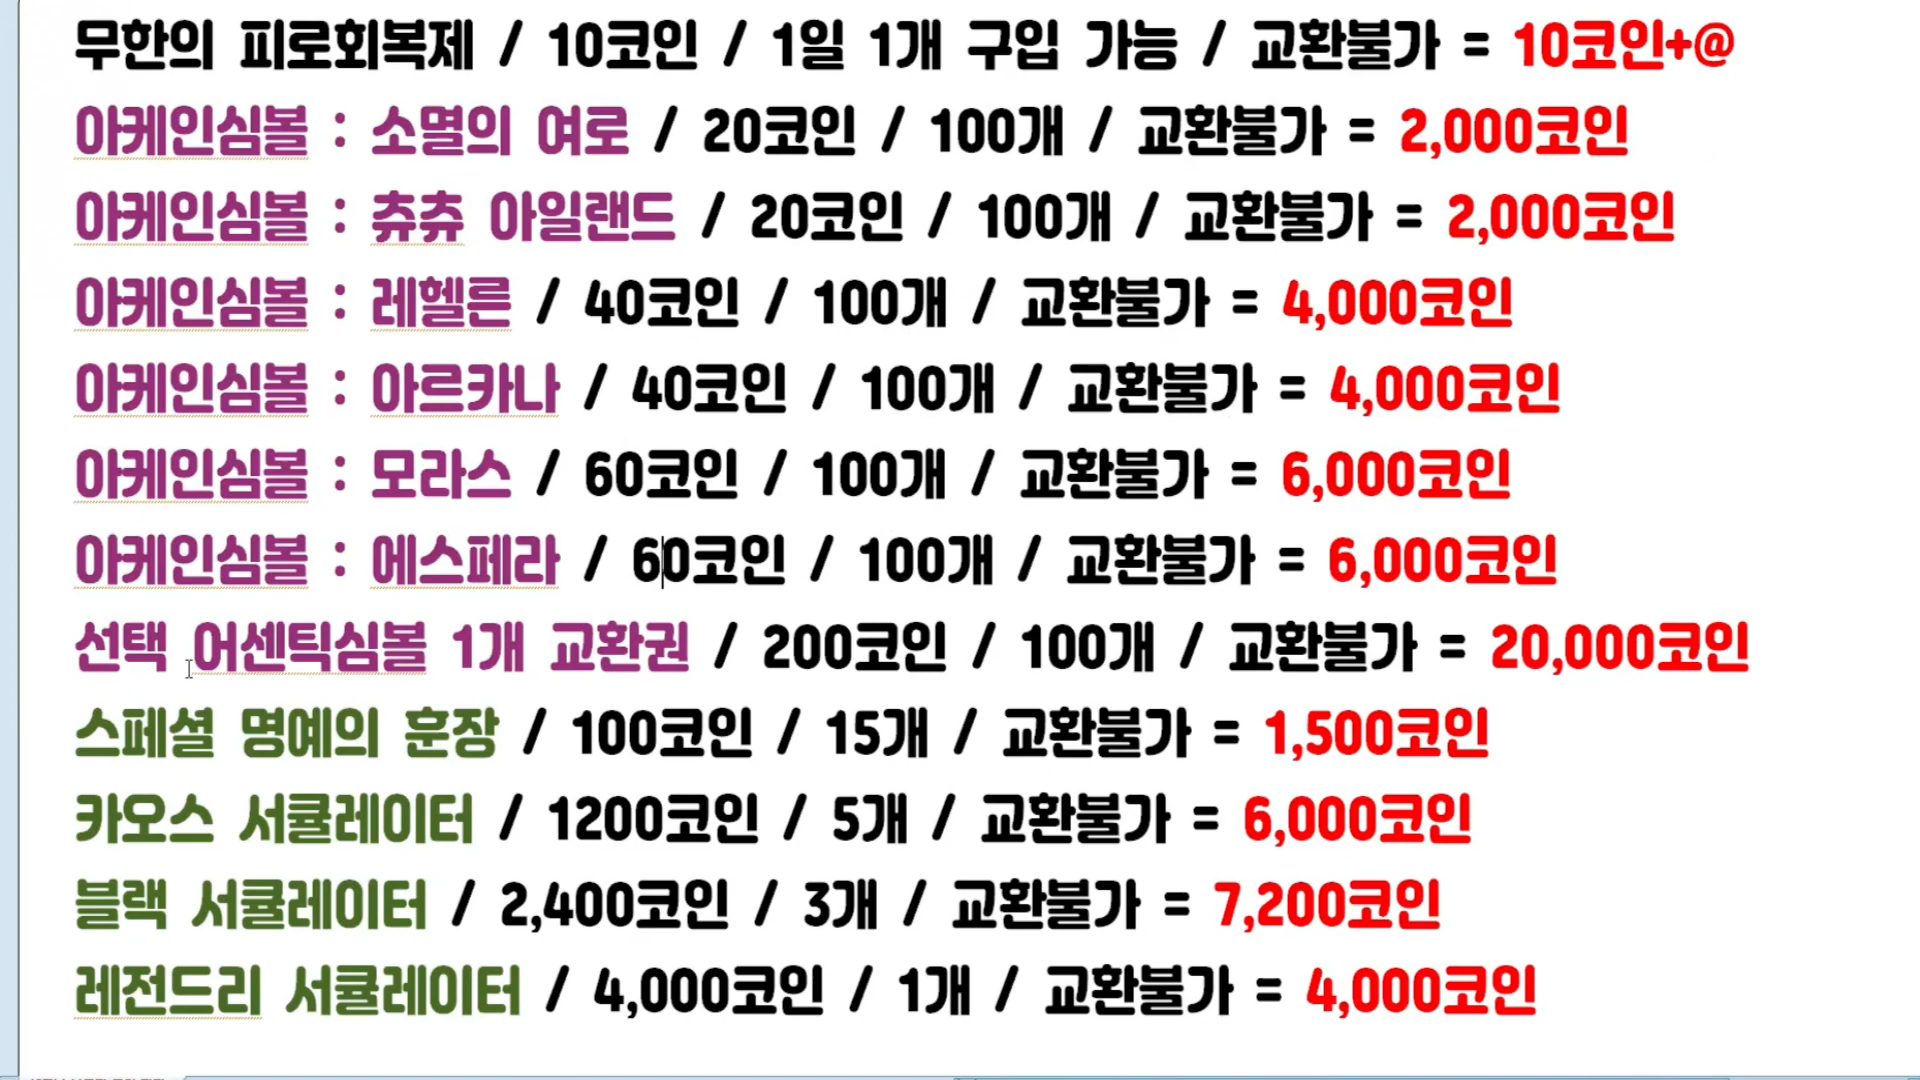 무한의 피로회복제 / 10코인 / 1일 1개 구입 가능 / 교환불가 = 10코인+@
아케인심볼 : 소멸의 여로 / 20코인 / 100개 / 교환불가 = 2,000코인
아케인심볼 : 츄츄 아일랜드 / 20코인 / 100개 / 교환불가 = 2,000코인
아케인심볼 : 레헬른 / 40코인 / 100개 / 교환불가 = 4,000코인
아케인심볼 : 아르카나 / 40코인 / 100개 / 교환불가 = 4,000코인
아케인심볼 : 모라스 / 60코인 / 100개 / 교환불가 = 6,000코인
아케인심볼 : 에스페라 / 60코인 / 100개 / 교환불가 = 6,000코인
선택 어센틱심볼 1개 교환권 / 200코인 / 100개 / 교환불가 = 20,000코인
스페셜 명예의 훈장 / 100코인 / 15개 / 교환불가 = 1,500코인
카오스 서큘레이터 / 1200코인 / 5개 / 교환불가 = 6,000코인
블랙 서큘레이터 / 2,400코인 / 3개 / 교환불가 = 7,200코인
레전드리 서큘레이터 / 4,000코인 / 1개 / 교환불가 = 4,000코인